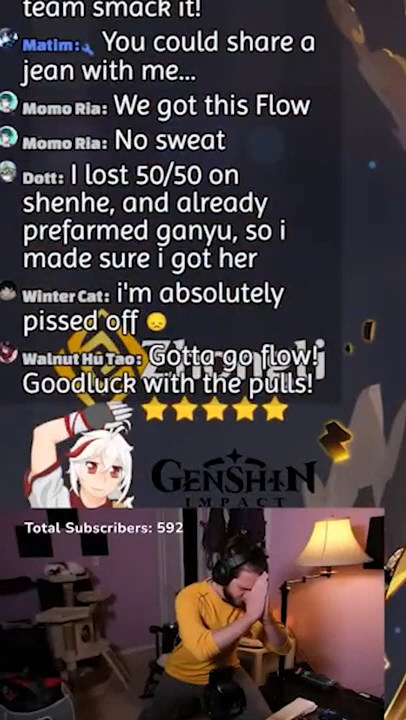 team smack it!
Matim: You could share a
jean with me...
Momo Ria: We got this Flow
Momo Ria: No sweat
Dott: I lost 50/50 on
shenhe, and already
prefarmed ganyu, so i
made sure i got her
Winter Cat: i'm absolutely
pissed off 😞
Walnut Hū Tao: Gotta go flow!
Zhongli
Goodluck with the pulls!
GENSHIN
IMPACT
Total Subscribers: 592